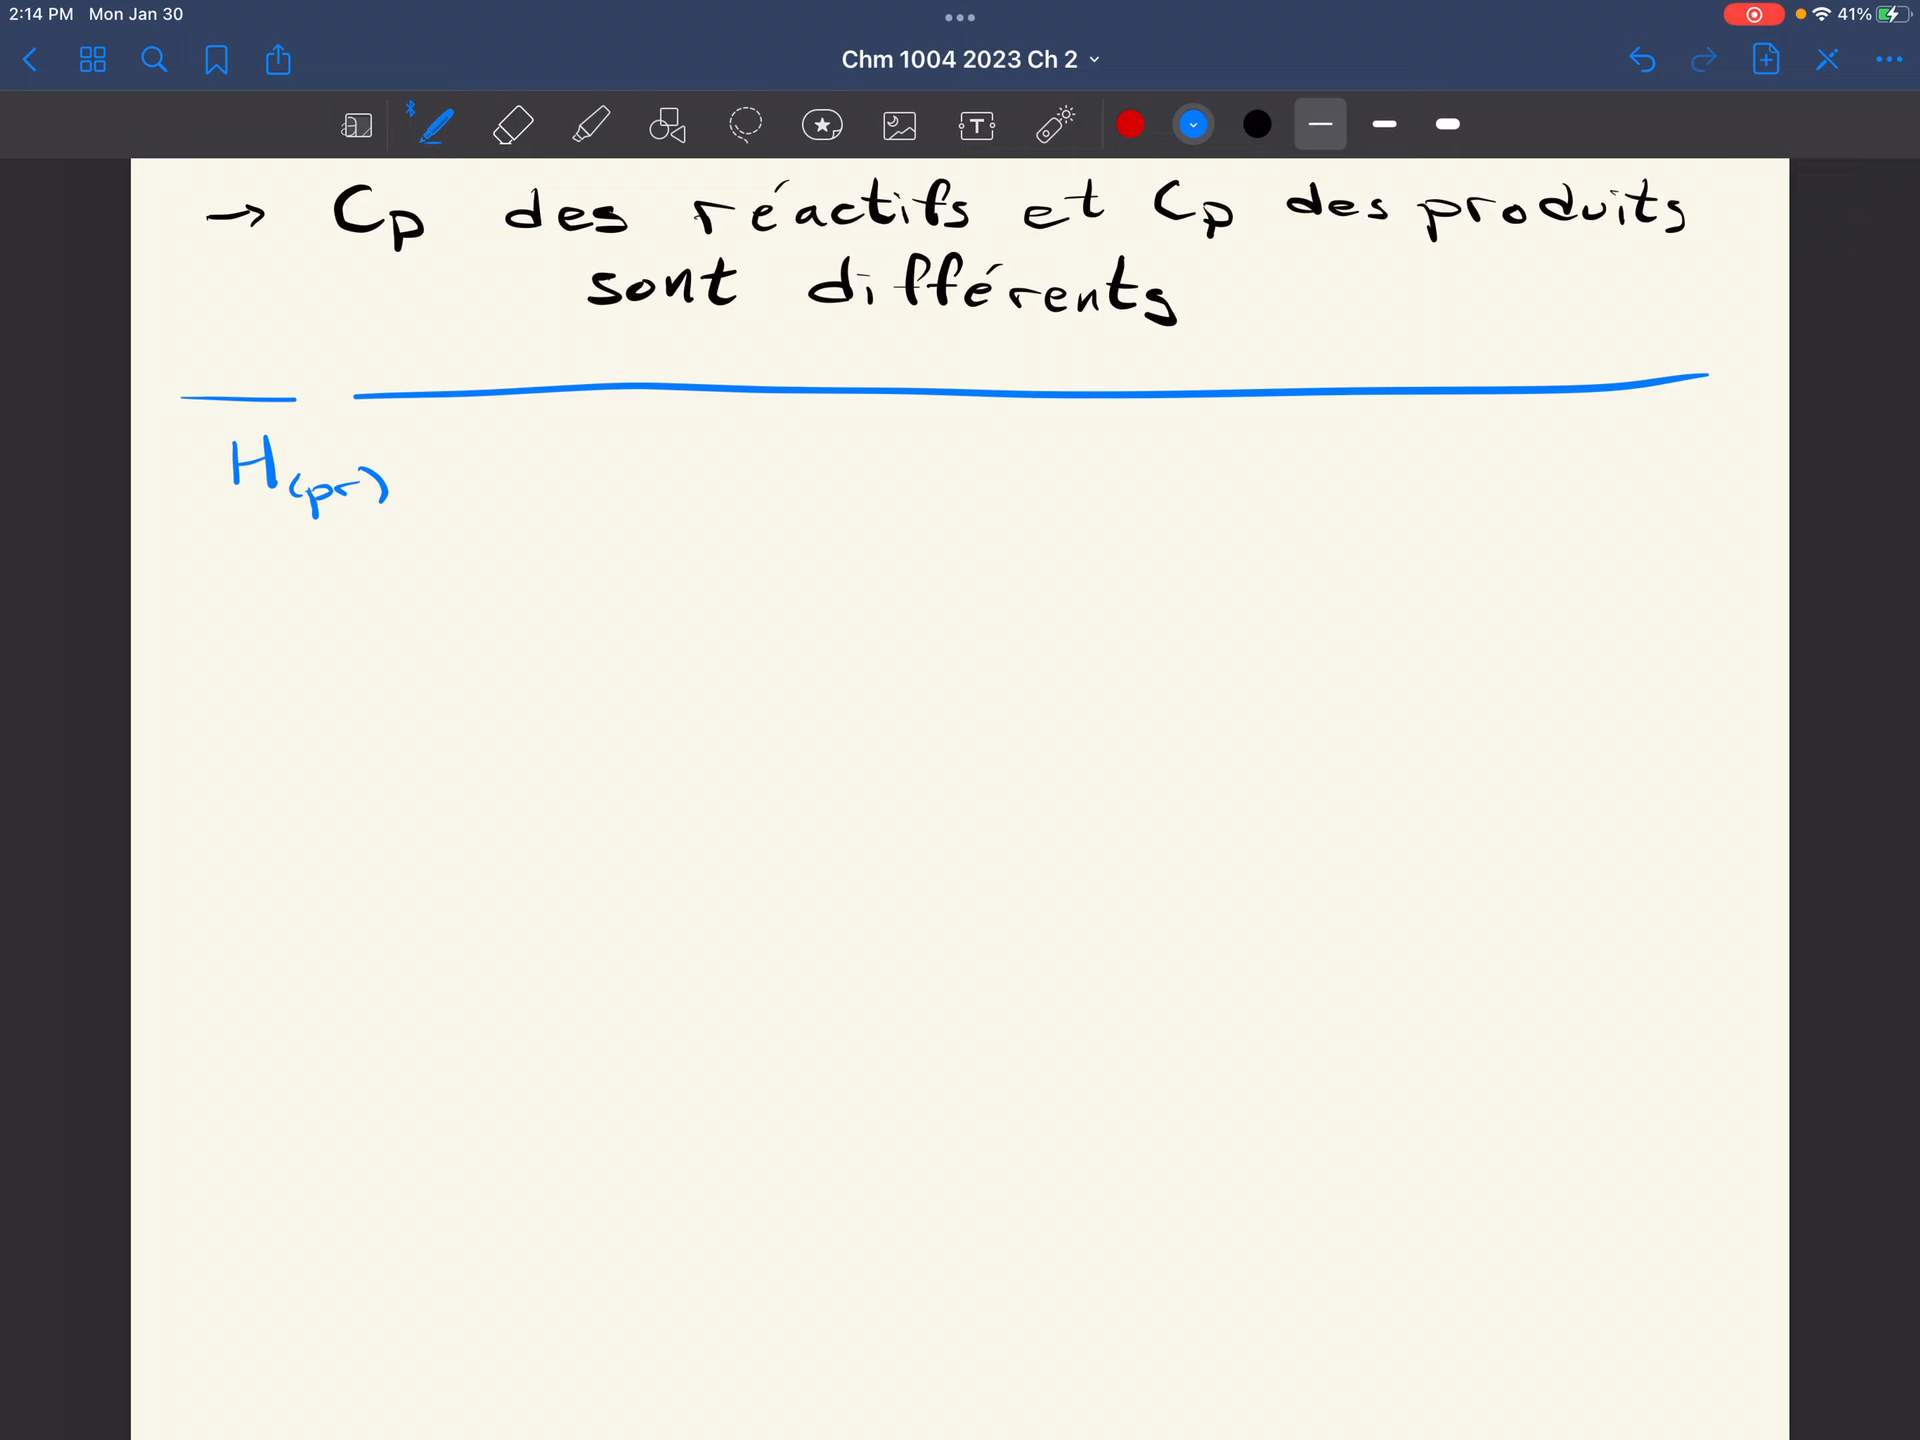 2:14 PM Mon Jan 30
41%
Chm 1004 2023 Ch 2
→ Cp des réactifs et Cp des produits
sont différents
H(pr)